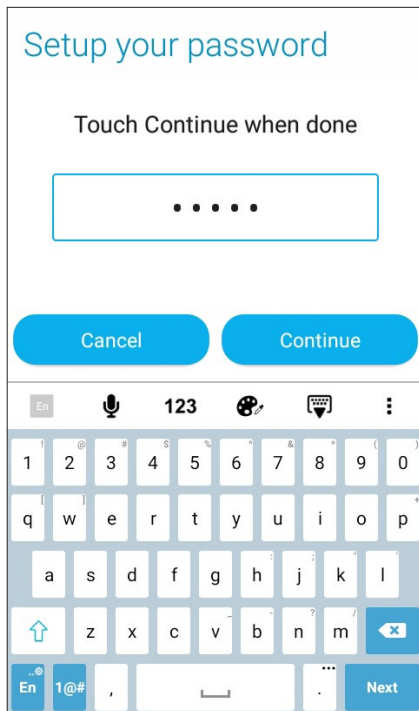 Setup your password
Touch Continue when done
•••••
Cancel Continue
En 123
1 ! 2 @ 3 # 4 $ 5 % 6 ^ 7 & 8 * 9 ( 0 )
q [ w ] e r t y u i o p +
a s d f g h : j ; k " l '
z x c v _ b - n ? m /
En 1@# , . Next